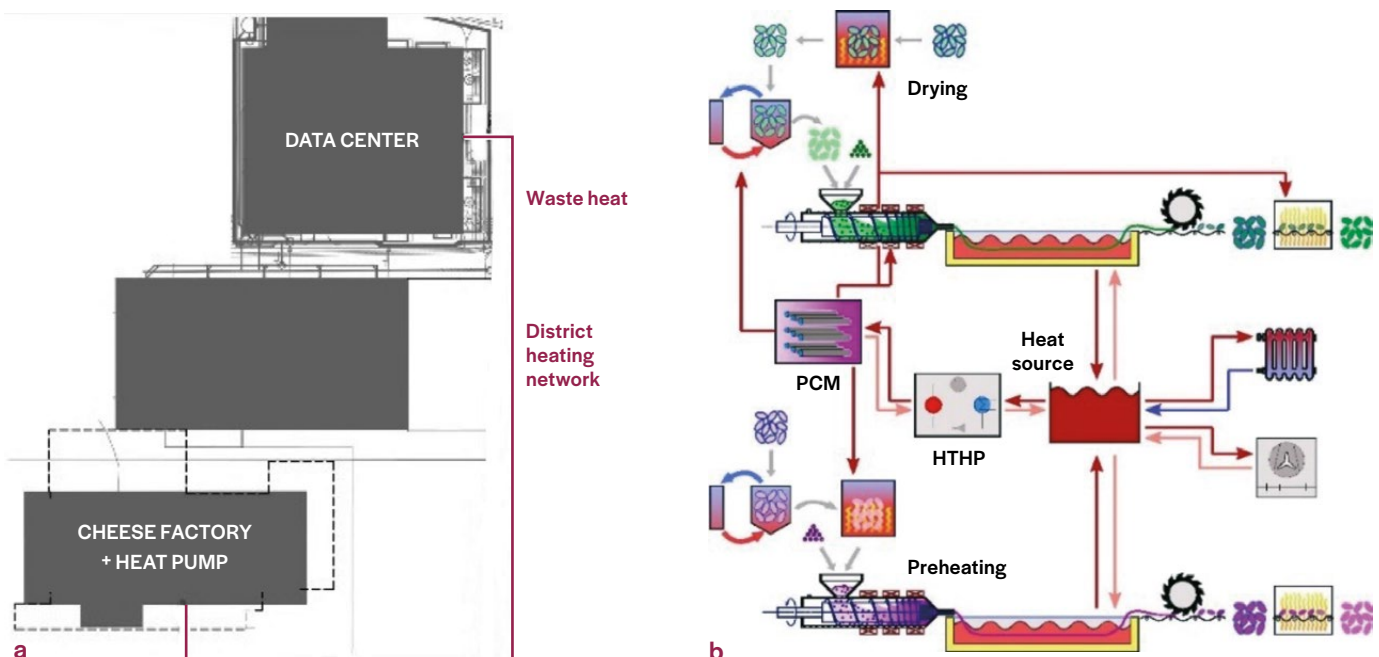 DATA CENTER
Waste heat
District
heating
network
CHEESE FACTORY
+ HEAT PUMP
a
Drying
PCM
Heat
source
HTHP
Preheating
b